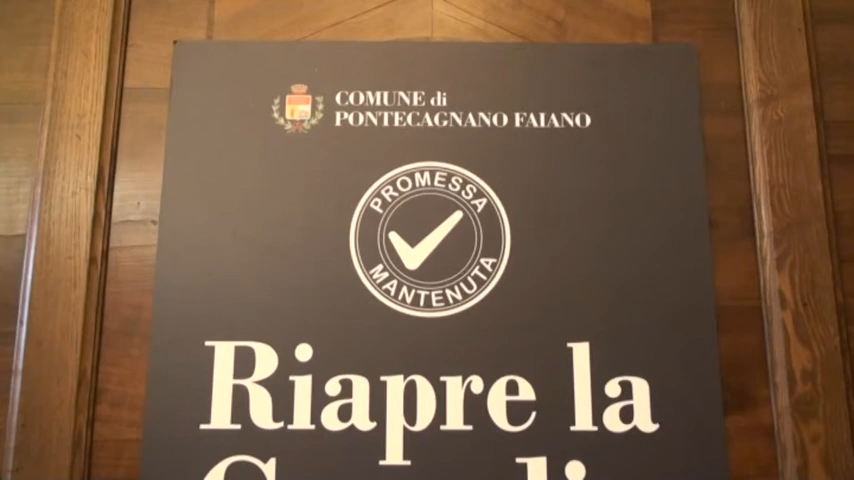 COMUNE di
PONTECAGNANO FAIANO
PROMESSA
MANTENUTA
Riapre la